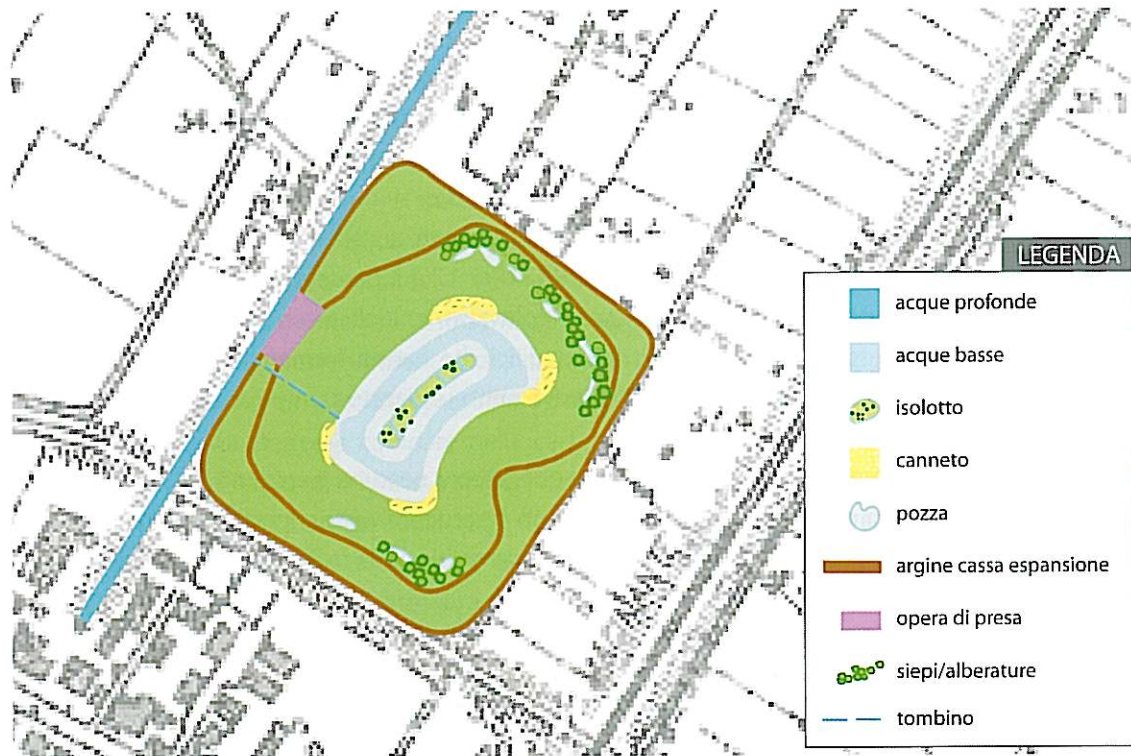 LEGENDA
acque profonde
acque basse
isolotto
canneto
pozza
argine cassa espansione
opera di presa
siepi/alberature
tombino